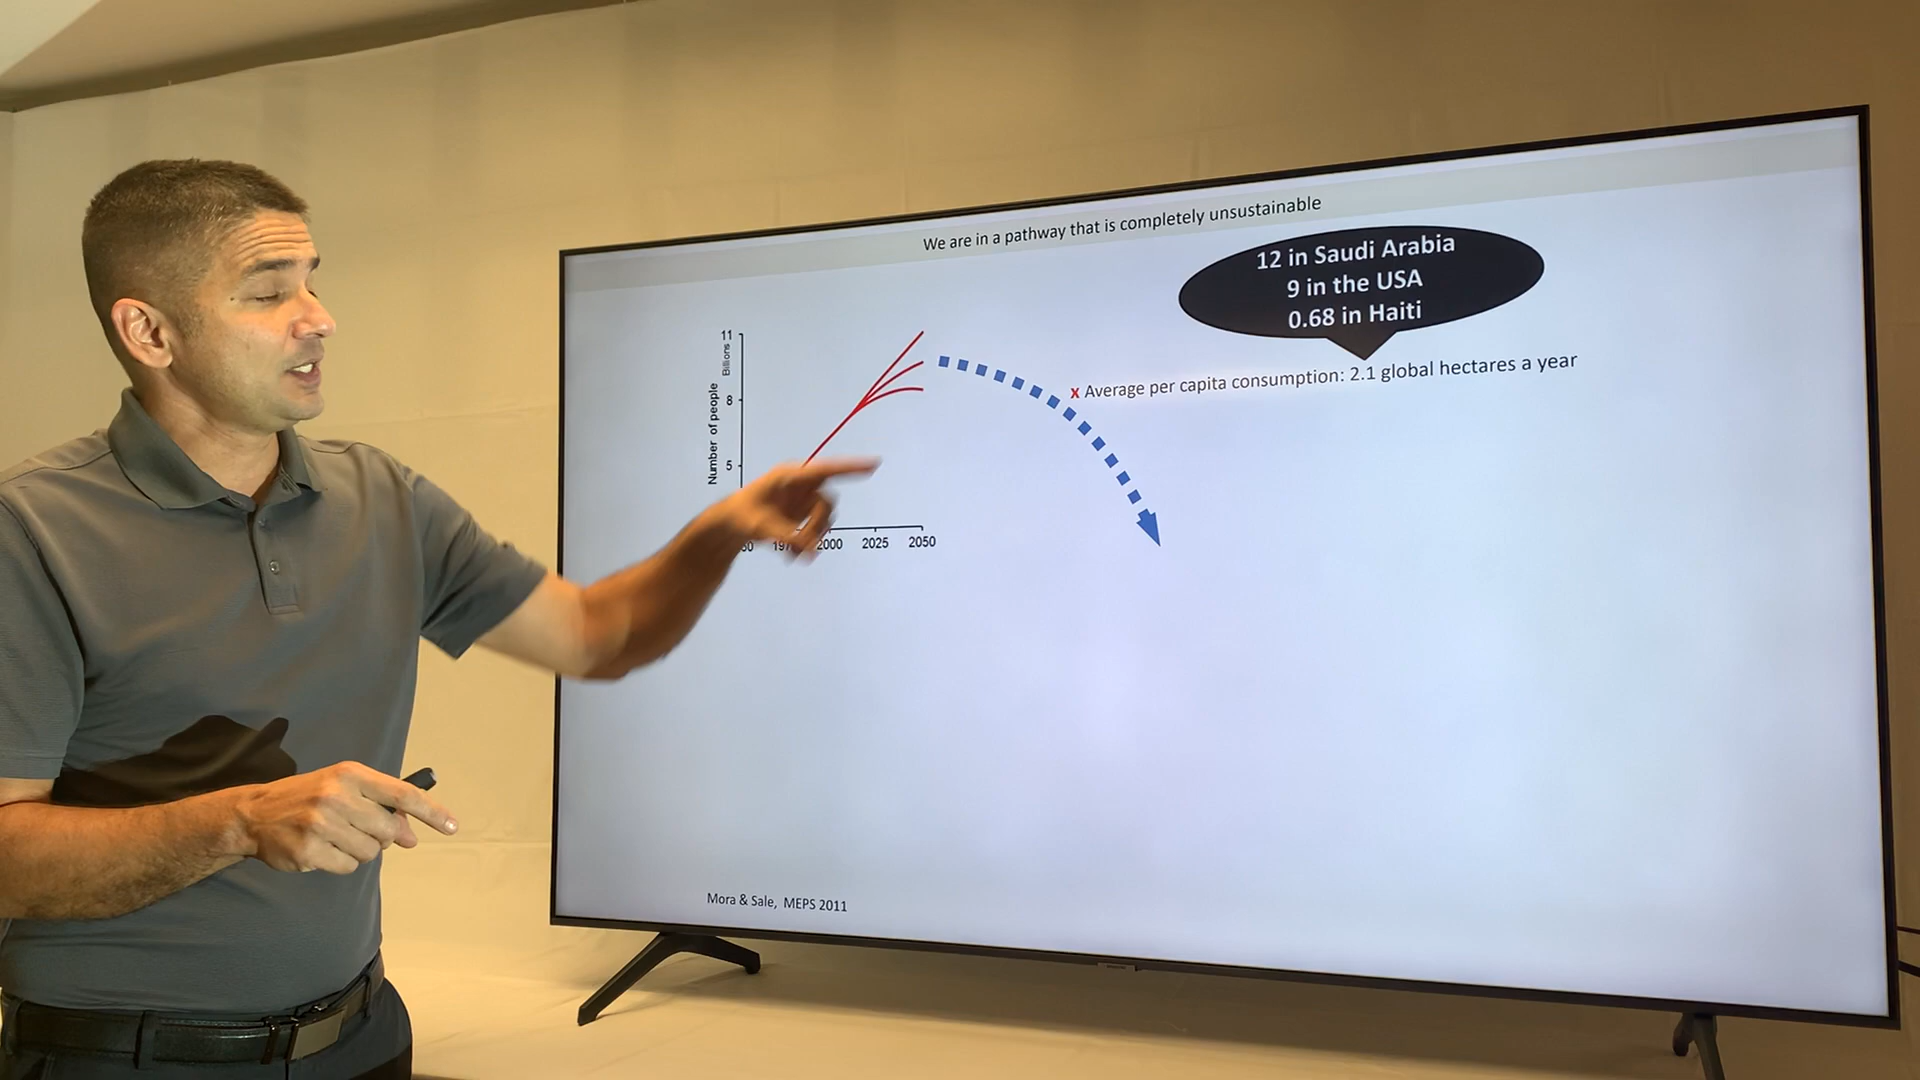 We are in a pathway that is completely unsustainable
12 in Saudi Arabia
9 in the USA
0.68 in Haiti
x Average per capita consumption: 2.1 global hectares a year
Number of people
Billions
11
8
5
2000 2025 2050
Mora & Sale, MEPS 2011